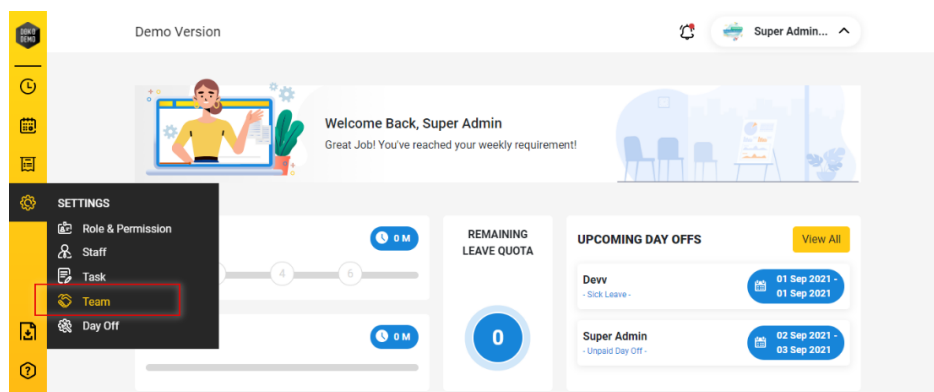 DOKO
DEMO
Demo Version
Super Admin...
Welcome Back, Super Admin
Great Job! You've reached your weekly requirement!
SETTINGS
Role & Permission
Staff
Task
Team
Day Off
0 M
4
6
0 M
REMAINING
LEAVE QUOTA
0
UPCOMING DAY OFFS
View All
Devv
- Sick Leave -
01 Sep 2021 -
01 Sep 2021
Super Admin
- Unpaid Day Off -
02 Sep 2021 -
03 Sep 2021